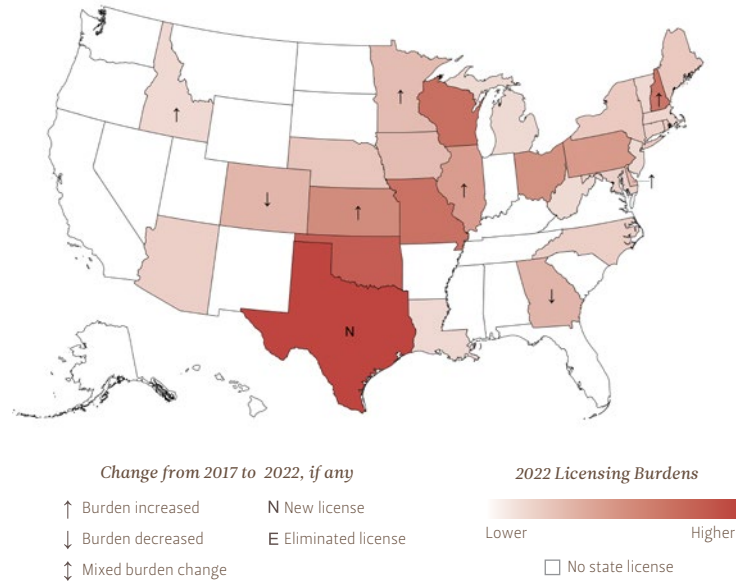 ↑
↑
↑
↑
↓
↑
↑
↓
N
Change from 2017 to 2022, if any
↑ Burden increased
↓ Burden decreased
↕ Mixed burden change
N New license
E Eliminated license
2022 Licensing Burdens
Lower Higher
No state license